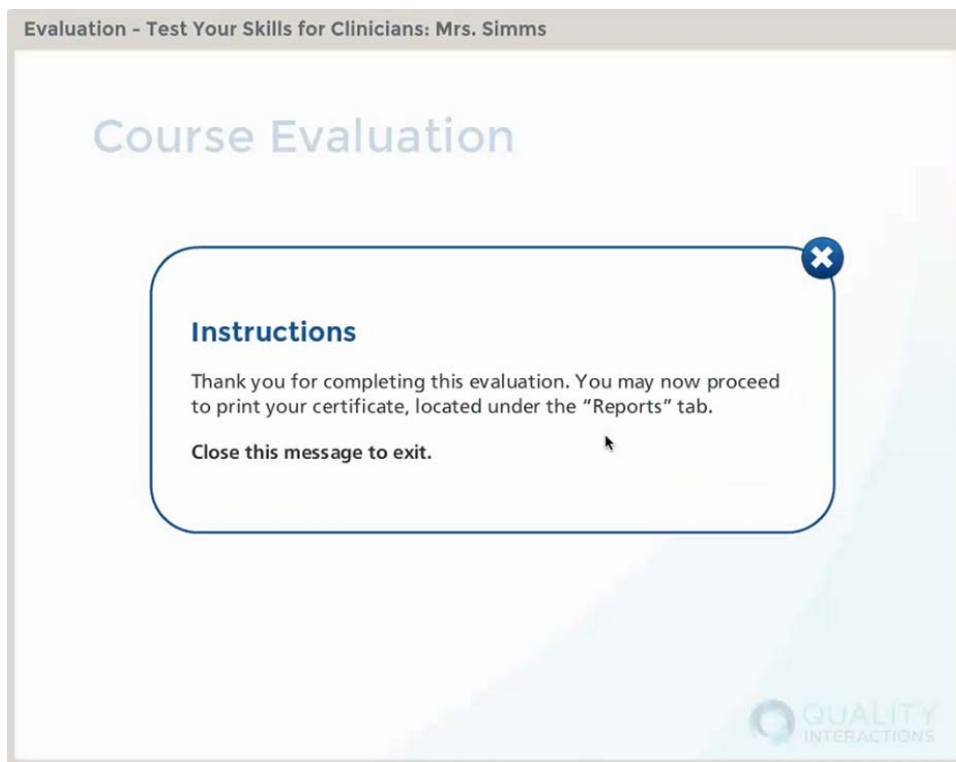 Evaluation - Test Your Skills for Clinicians: Mrs. Simms
Course Evaluation
Instructions
Thank you for completing this evaluation. You may now proceed
to print your certificate, located under the “Reports” tab.
Close this message to exit.
QUALITY
INTERACTIONS